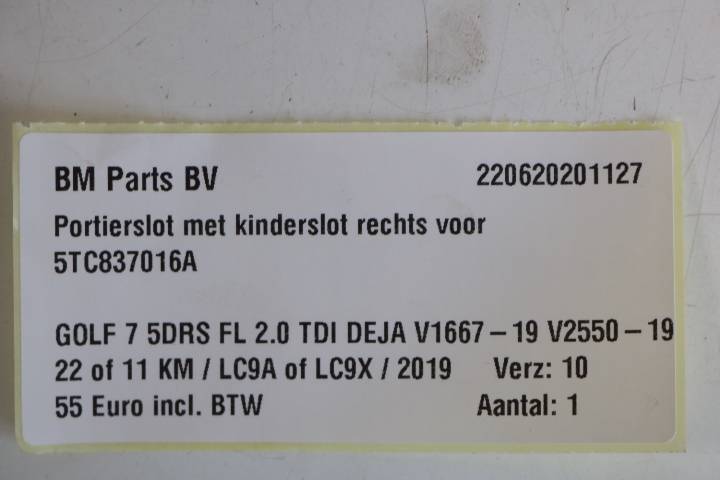 BM Parts BV 220620201127
Portierslot met kinderslot rechts voor
5TC837016A
GOLF 7 5DRS FL 2.0 TDI DEJA V1667 – 19 V2550 – 19
22 of 11 KM / LC9A of LC9X / 2019 Verz: 10
55 Euro incl. BTW Aantal: 1